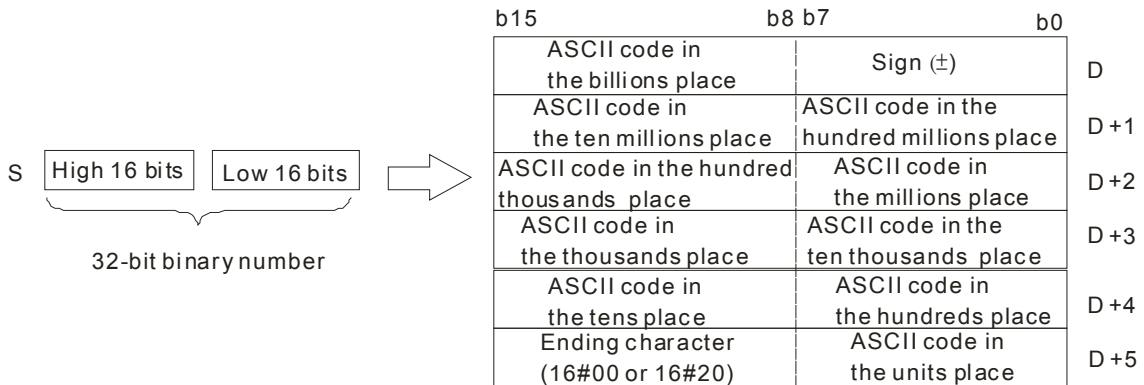 b15 b8 b7 b0
ASCII code in
the billions place
Sign (±)
D
ASCII code in
the ten millions place
ASCII code in the
hundred millions place
D+1
S
High 16 bits
Low 16 bits
ASCII code in the hundred
thousands place
ASCII code in
the millions place
D+2
32-bit binary number
ASCII code in
the thousands place
ASCII code in the
ten thousands place
D+3
ASCII code in
the tens place
ASCII code in
the hundreds place
D+4
Ending character
(16#00 or 16#20)
ASCII code in
the units place
D+5